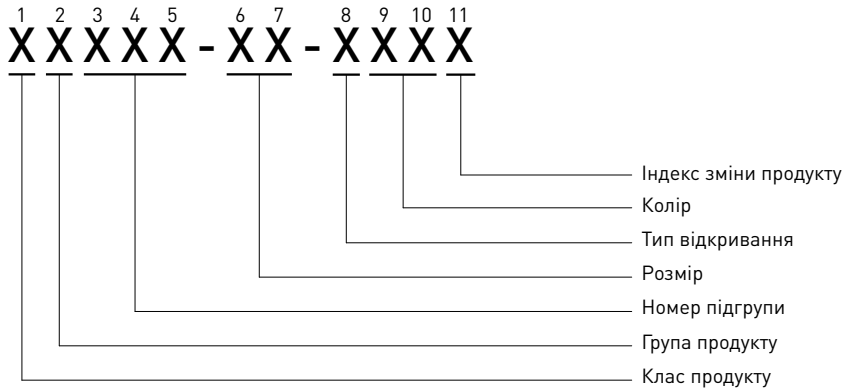 1 2 3 4 5 6 7 8 9 10 11
X X X X X - X X - X X X X
Індекс зміни продукту
Колір
Тип відкривання
Розмір
Номер підгрупи
Група продукту
Клас продукту